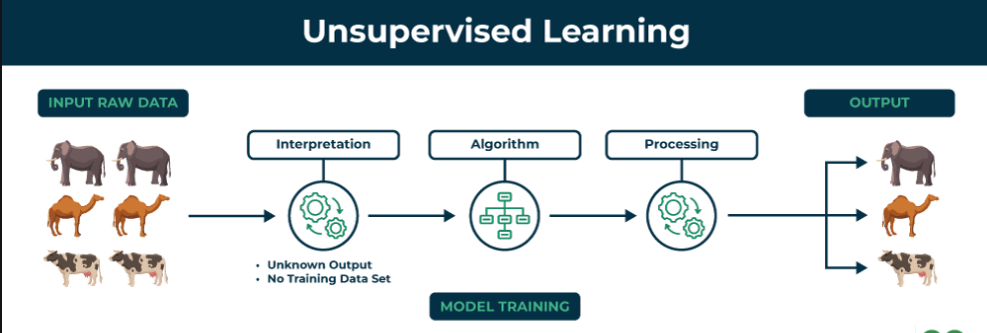 Unsupervised Learning
INPUT RAW DATA
OUTPUT
Interpretation
Algorithm
Processing
• Unknown Output
• No Training Data Set
MODEL TRAINING